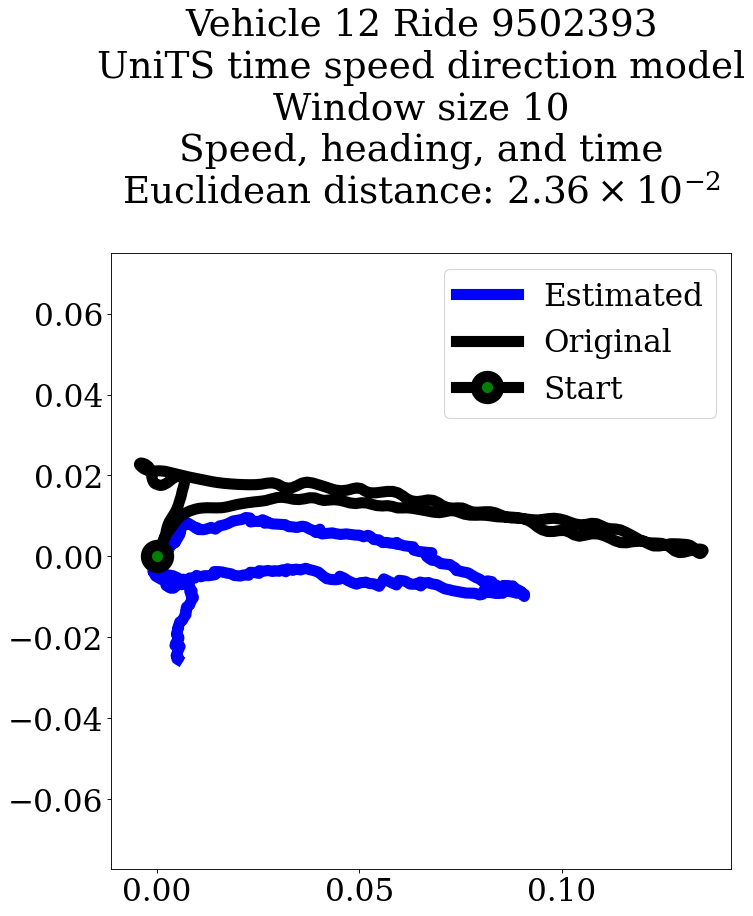 Vehicle 12 Ride 9502393
UniTS time speed direction model
Window size 10
Speed, heading, and time
Euclidean distance: 2.36 × 10⁻²
Estimated
Original
Start
0.06
0.04
0.02
0.00
−0.02
−0.04
−0.06
0.00 0.05 0.10